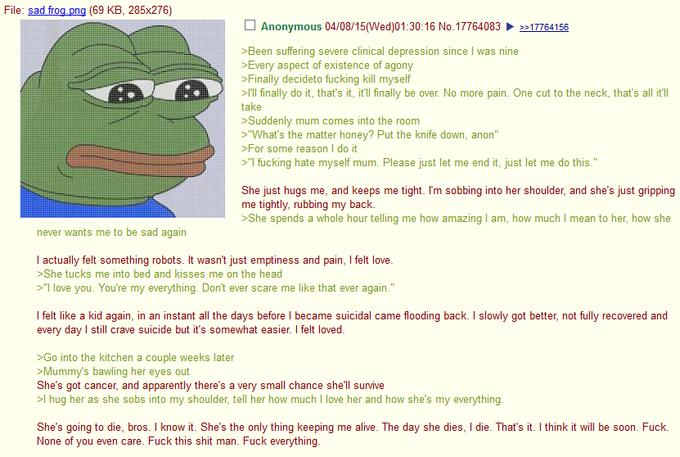 File: sad frog.png (69 KB, 285x276)
Anonymous 04/08/15(Wed)01:30:16 No.17764083 ▶ >>17764156
>Been suffering severe clinical depression since I was nine
>Every aspect of existence of agony
>Finally decideto fucking kill myself
>I'll finally do it, that's it, it'll finally be over. No more pain. One cut to the neck, that's all it'll
take
>Suddenly mum comes into the room
>"What's the matter honey? Put the knife down, anon"
>For some reason I do it
>"I fucking hate myself mum. Please just let me end it, just let me do this."
She just hugs me, and keeps me tight. I'm sobbing into her shoulder, and she's just gripping
me tightly, rubbing my back.
>She spends a whole hour telling me how amazing I am, how much I mean to her, how she
never wants me to be sad again
I actually felt something robots. It wasn't just emptiness and pain, I felt love.
>She tucks me into bed and kisses me on the head
>"I love you. You're my everything. Don't ever scare me like that ever again."
I felt like a kid again, in an instant all the days before I became suicidal came flooding back. I slowly got better, not fully recovered and
every day I still crave suicide but it's somewhat easier. I felt loved.
>Go into the kitchen a couple weeks later
>Mummy's bawling her eyes out
She's got cancer, and apparently there's a very small chance she'll survive
>I hug her as she sobs into my shoulder, tell her how much I love her and how she's my everything.
She's going to die, bros. I know it. She's the only thing keeping me alive. The day she dies, I die. That's it. I think it will be soon. Fuck.
None of you even care. Fuck this shit man. Fuck everything.